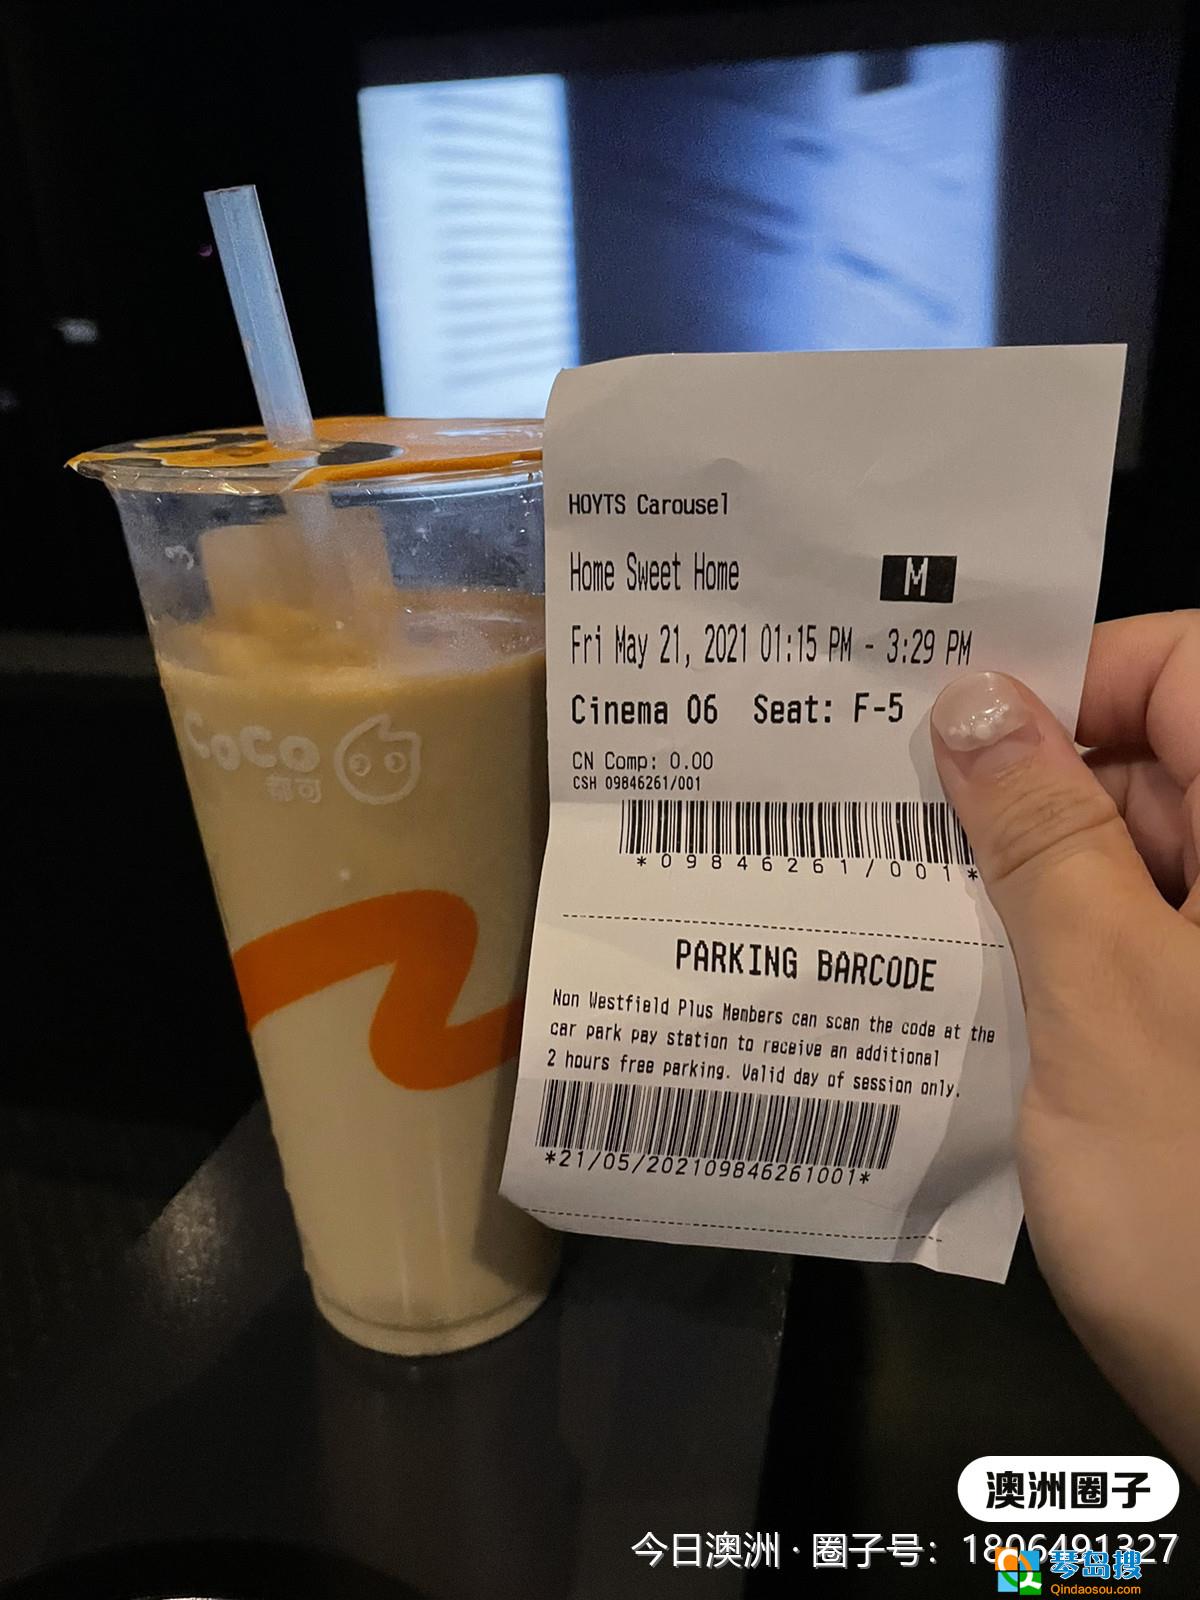 HOYTS Carousel
Home Sweet Home
M
Fri May 21, 2021 01:15 PM - 3:29 PM
Cinema 06 Seat: F-5
CN Comp: 0.00
CSH 09846261/001
*09846261/001*
PARKING BARCODE
Non Westfield Plus Members can scan the code at the
car park pay station to receive an additional
2 hours free parking. Valid day of session only.
*21/05/202109846261001*
CoCo
都可
澳洲圈子
今日澳洲 · 圈子号：1806491327
琴岛搜
Qindaosou.com